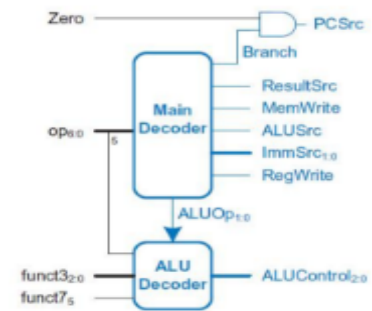 Zero
PCSrc
Branch
ResultSrc
Main
Decoder
MemWrite
op6:0
5
ALUSrc
ImmSrc1:0
RegWrite
ALUOp1:0
funct32:0
funct75
ALU
Decoder
ALUControl2:0